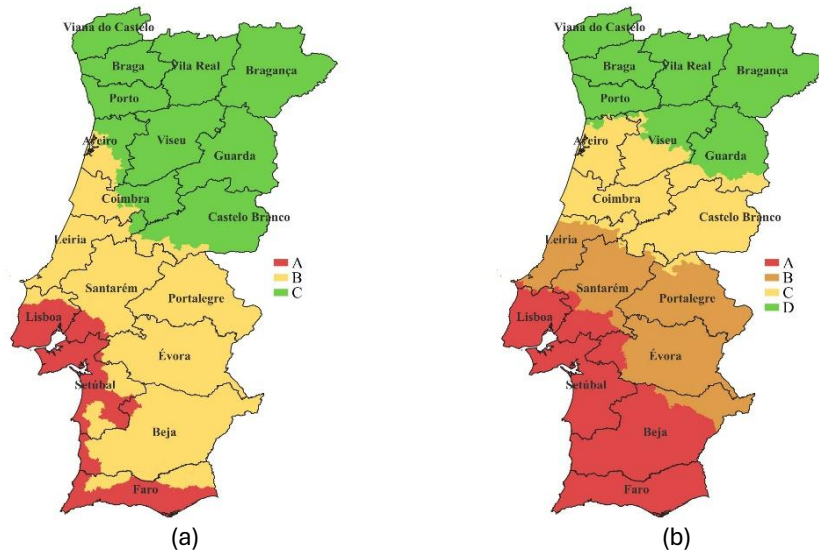 Viana do Castelo
Braga
Vila Real
Bragança
Porto
Aveiro
Viseu
Guarda
Coimbra
Castelo Branco
Leiria
Santarém
Portalegre
Lisboa
Évora
Setúbal
Beja
Faro
A
B
C
(a)
Viana do Castelo
Braga
Vila Real
Bragança
Porto
Aveiro
Viseu
Guarda
Coimbra
Castelo Branco
Leiria
Santarém
Portalegre
Lisboa
Évora
Setúbal
Beja
Faro
A
B
C
D
(b)